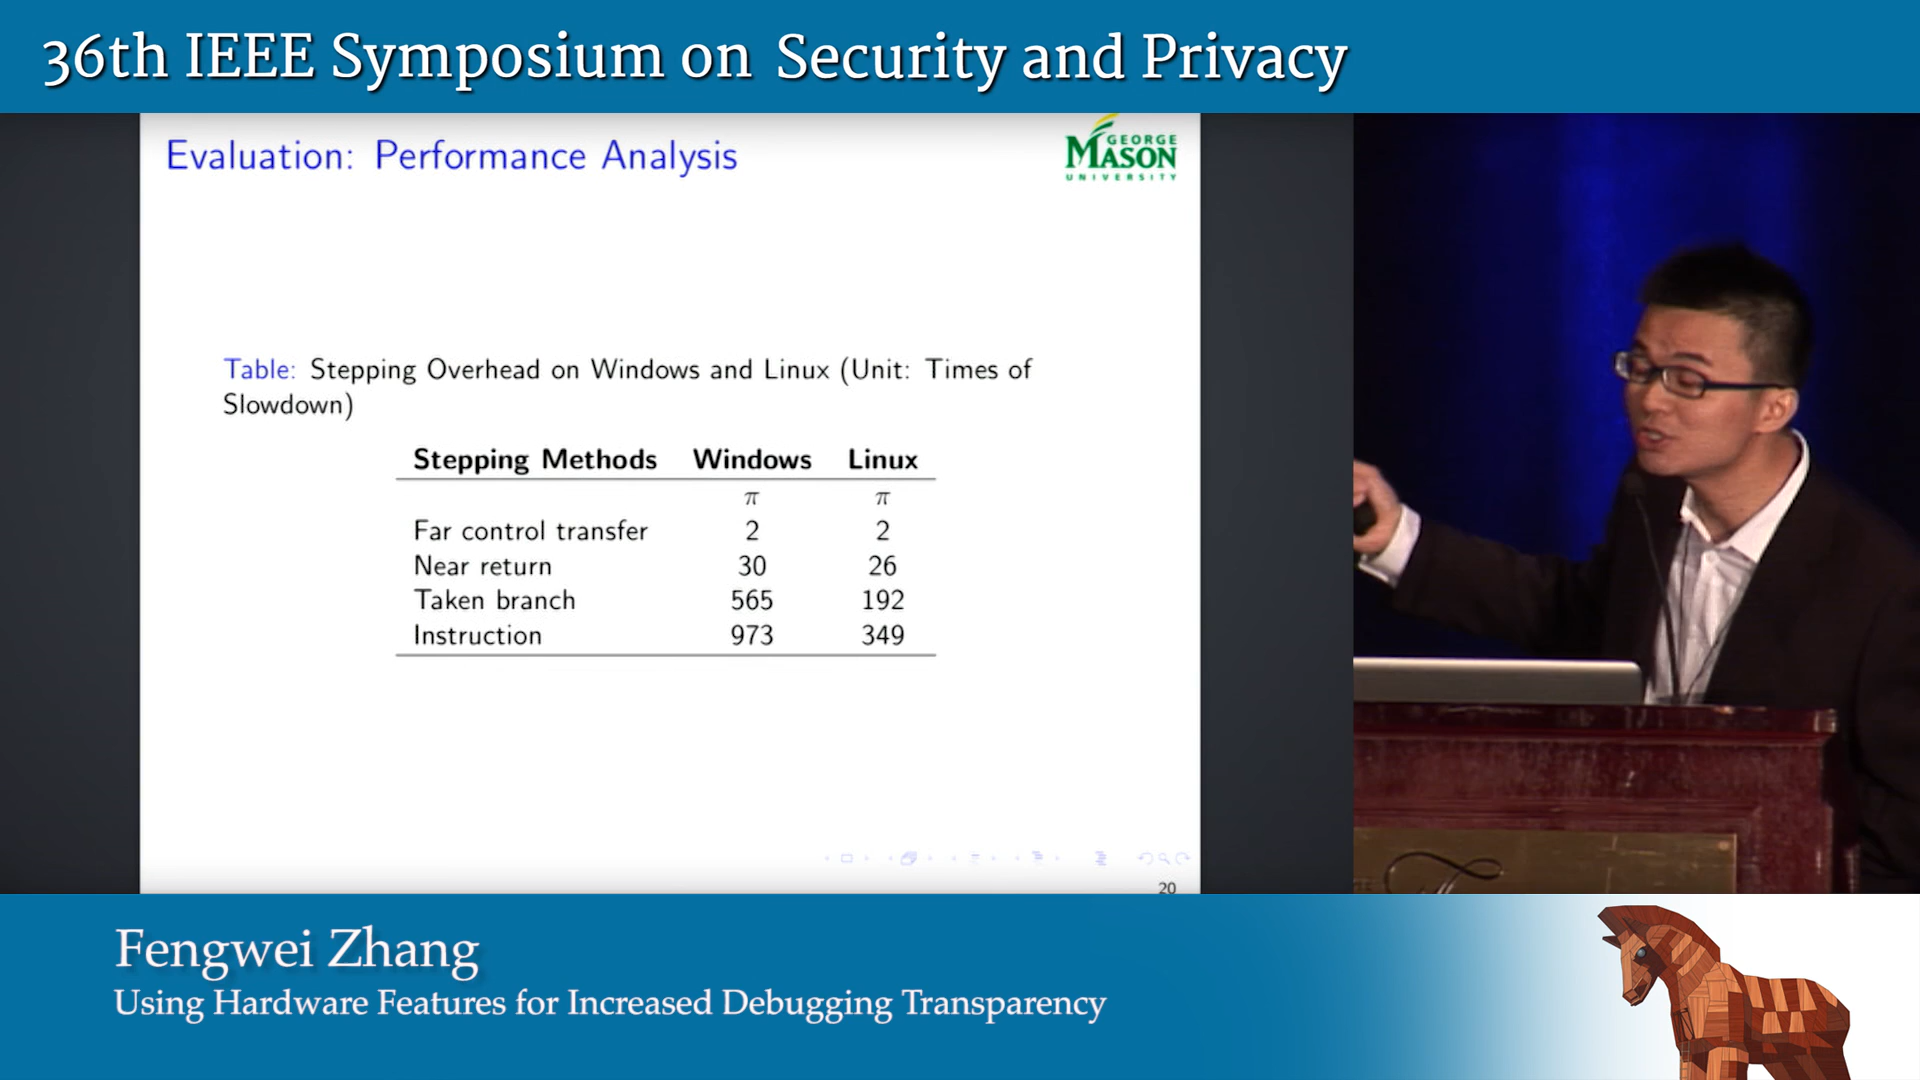 36th IEEE Symposium on Security and Privacy
Evaluation: Performance Analysis
GEORGE
MASON
UNIVERSITY
Table: Stepping Overhead on Windows and Linux (Unit: Times of
Slowdown)
Stepping Methods Windows Linux
π π
Far control transfer 2 2
Near return 30 26
Taken branch 565 192
Instruction 973 349
20
Fengwei Zhang
Using Hardware Features for Increased Debugging Transparency